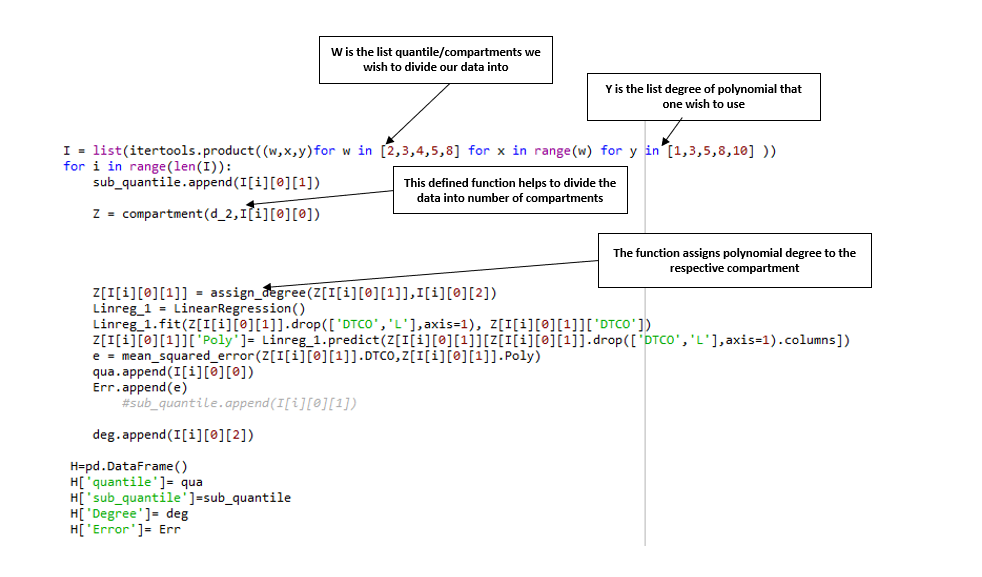 W is the list quantile/compartments we
wish to divide our data into
Y is the list degree of polynomial that
one wish to use
I = list(itertools.product((w,x,y)for w in [2,3,4,5,8] for x in range(w) for y in [1,3,5,8,10] ))
for i in range(len(I)):
sub_quantile.append(I[i][0][1])
This defined function helps to divide the
data into number of compartments
Z = compartment(d_2,I[i][0][0])
The function assigns polynomial degree to the
respective compartment
Z[I[i][0][1]] = assign_degree(Z[I[i][0][1]],I[i][0][2])
Linreg_1 = LinearRegression()
Linreg_1.fit(Z[I[i][0][1]].drop(['DTCO','L'],axis=1), Z[I[i][0][1]]['DTCO'])
Z[I[i][0][1]]['Poly']= Linreg_1.predict(Z[I[i][0][1]][Z[I[i][0][1]].drop(['DTCO','L'],axis=1).columns])
e = mean_squared_error(Z[I[i][0][1]].DTCO,Z[I[i][0][1]].Poly)
qua.append(I[i][0][0])
Err.append(e)
#sub_quantile.append(I[i][0][1])
deg.append(I[i][0][2])
H=pd.DataFrame()
H['quantile']= qua
H['sub_quantile']=sub_quantile
H['Degree']= deg
H['Error']= Err